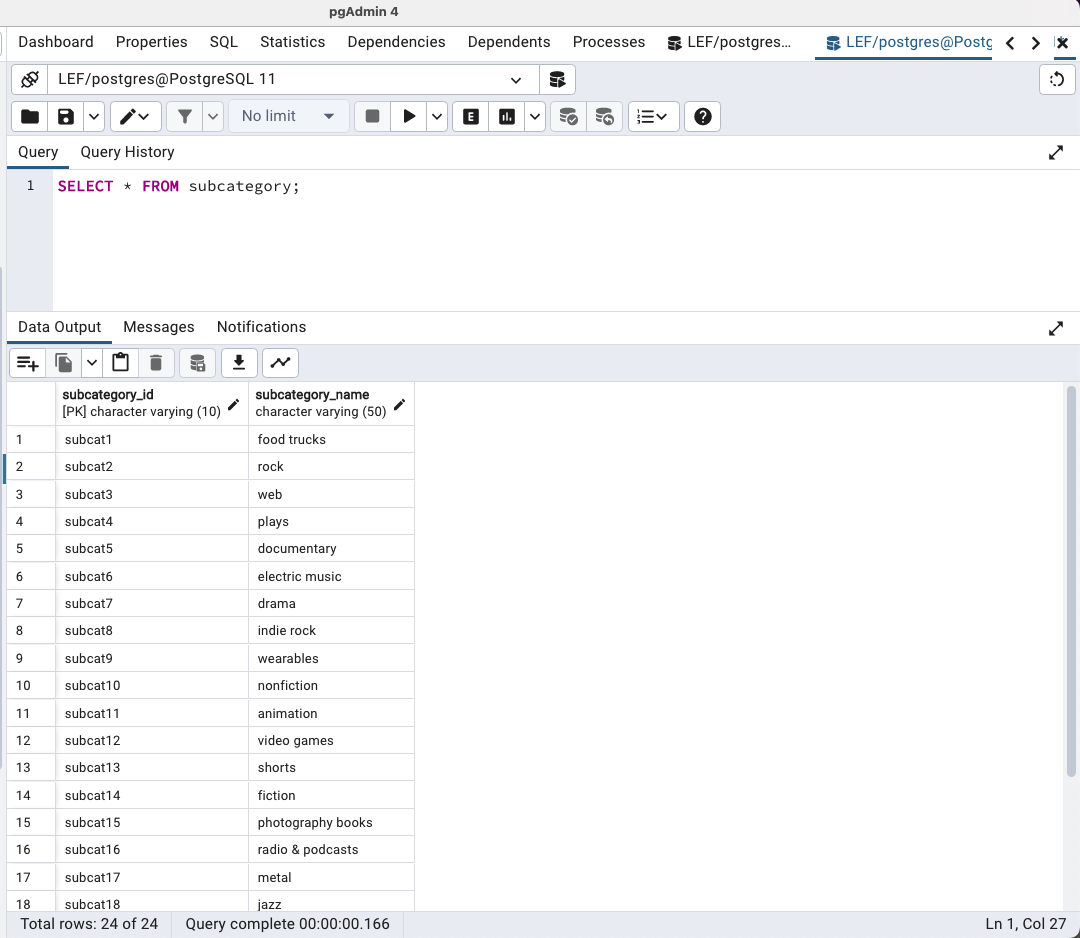 pgAdmin 4
Dashboard Properties SQL Statistics Dependencies Dependents Processes LEF/postgres... LEF/postgres@Postg
LEF/postgres@PostgreSQL 11
No limit E
Query Query History
1 SELECT * FROM subcategory;
Data Output Messages Notifications
subcategory_id subcategory_name
[PK] character varying (10) character varying (50)
1 subcat1 food trucks
2 subcat2 rock
3 subcat3 web
4 subcat4 plays
5 subcat5 documentary
6 subcat6 electric music
7 subcat7 drama
8 subcat8 indie rock
9 subcat9 wearables
10 subcat10 nonfiction
11 subcat11 animation
12 subcat12 video games
13 subcat13 shorts
14 subcat14 fiction
15 subcat15 photography books
16 subcat16 radio & podcasts
17 subcat17 metal
18 subcat18 jazz
Total rows: 24 of 24 Query complete 00:00:00.166 Ln 1, Col 27